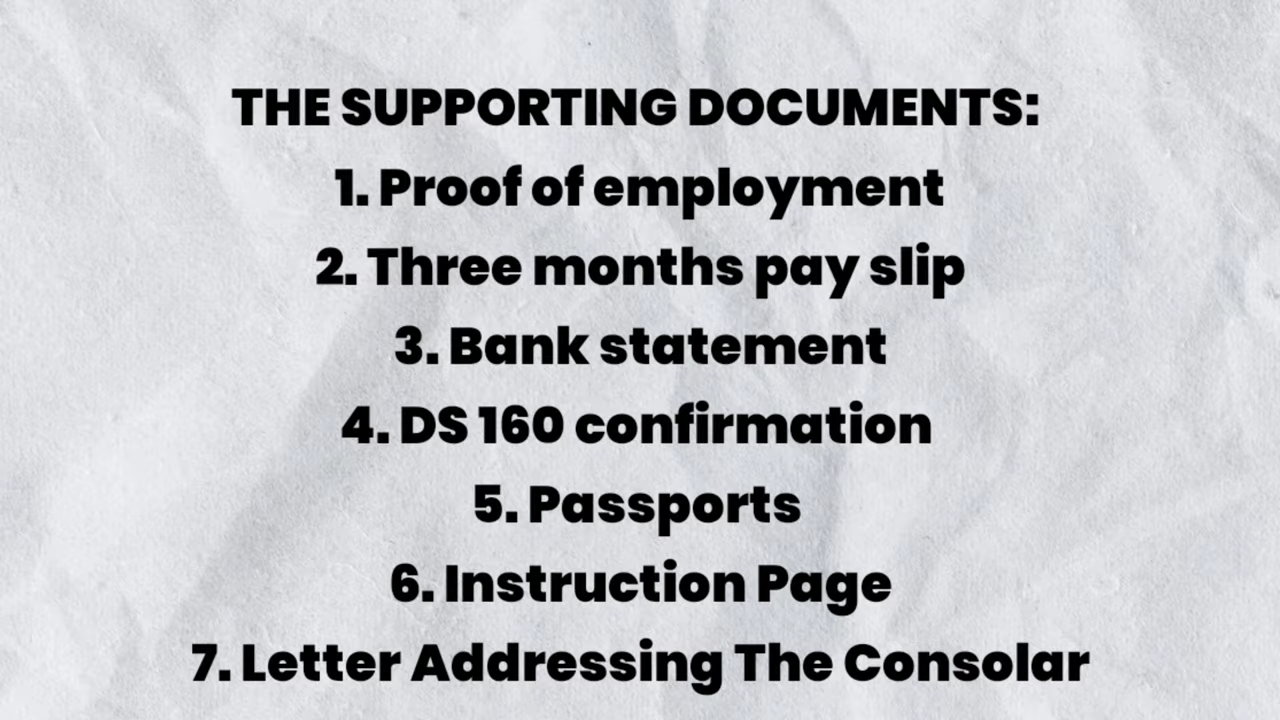 THE SUPPORTING DOCUMENTS:
1. Proof of employment
2. Three months pay slip
3. Bank statement
4. DS 160 confirmation
5. Passports
6. Instruction Page
7. Letter Addressing The Consolar